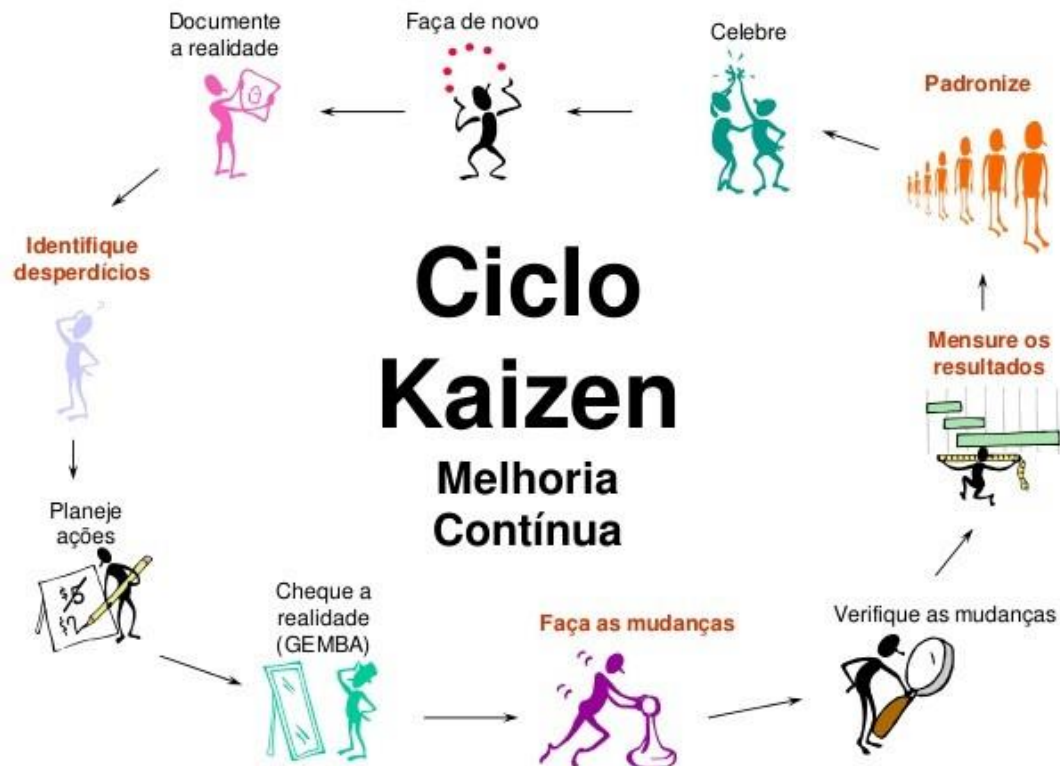 Documente
a realidade
Faça de novo
Celebre
Padronize
Identifique
desperdícios
Ciclo
Kaizen
Melhoria
Contínua
Mensure os
resultados
Planeje
ações
$5
$?
Cheque a
realidade
(GEMBA)
Faça as mudanças
Verifique as mudanças